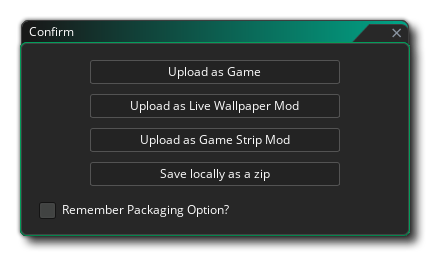 Confirm
Upload as Game
Upload as Live Wallpaper Mod
Upload as Game Strip Mod
Save locally as a zip
Remember Packaging Option?